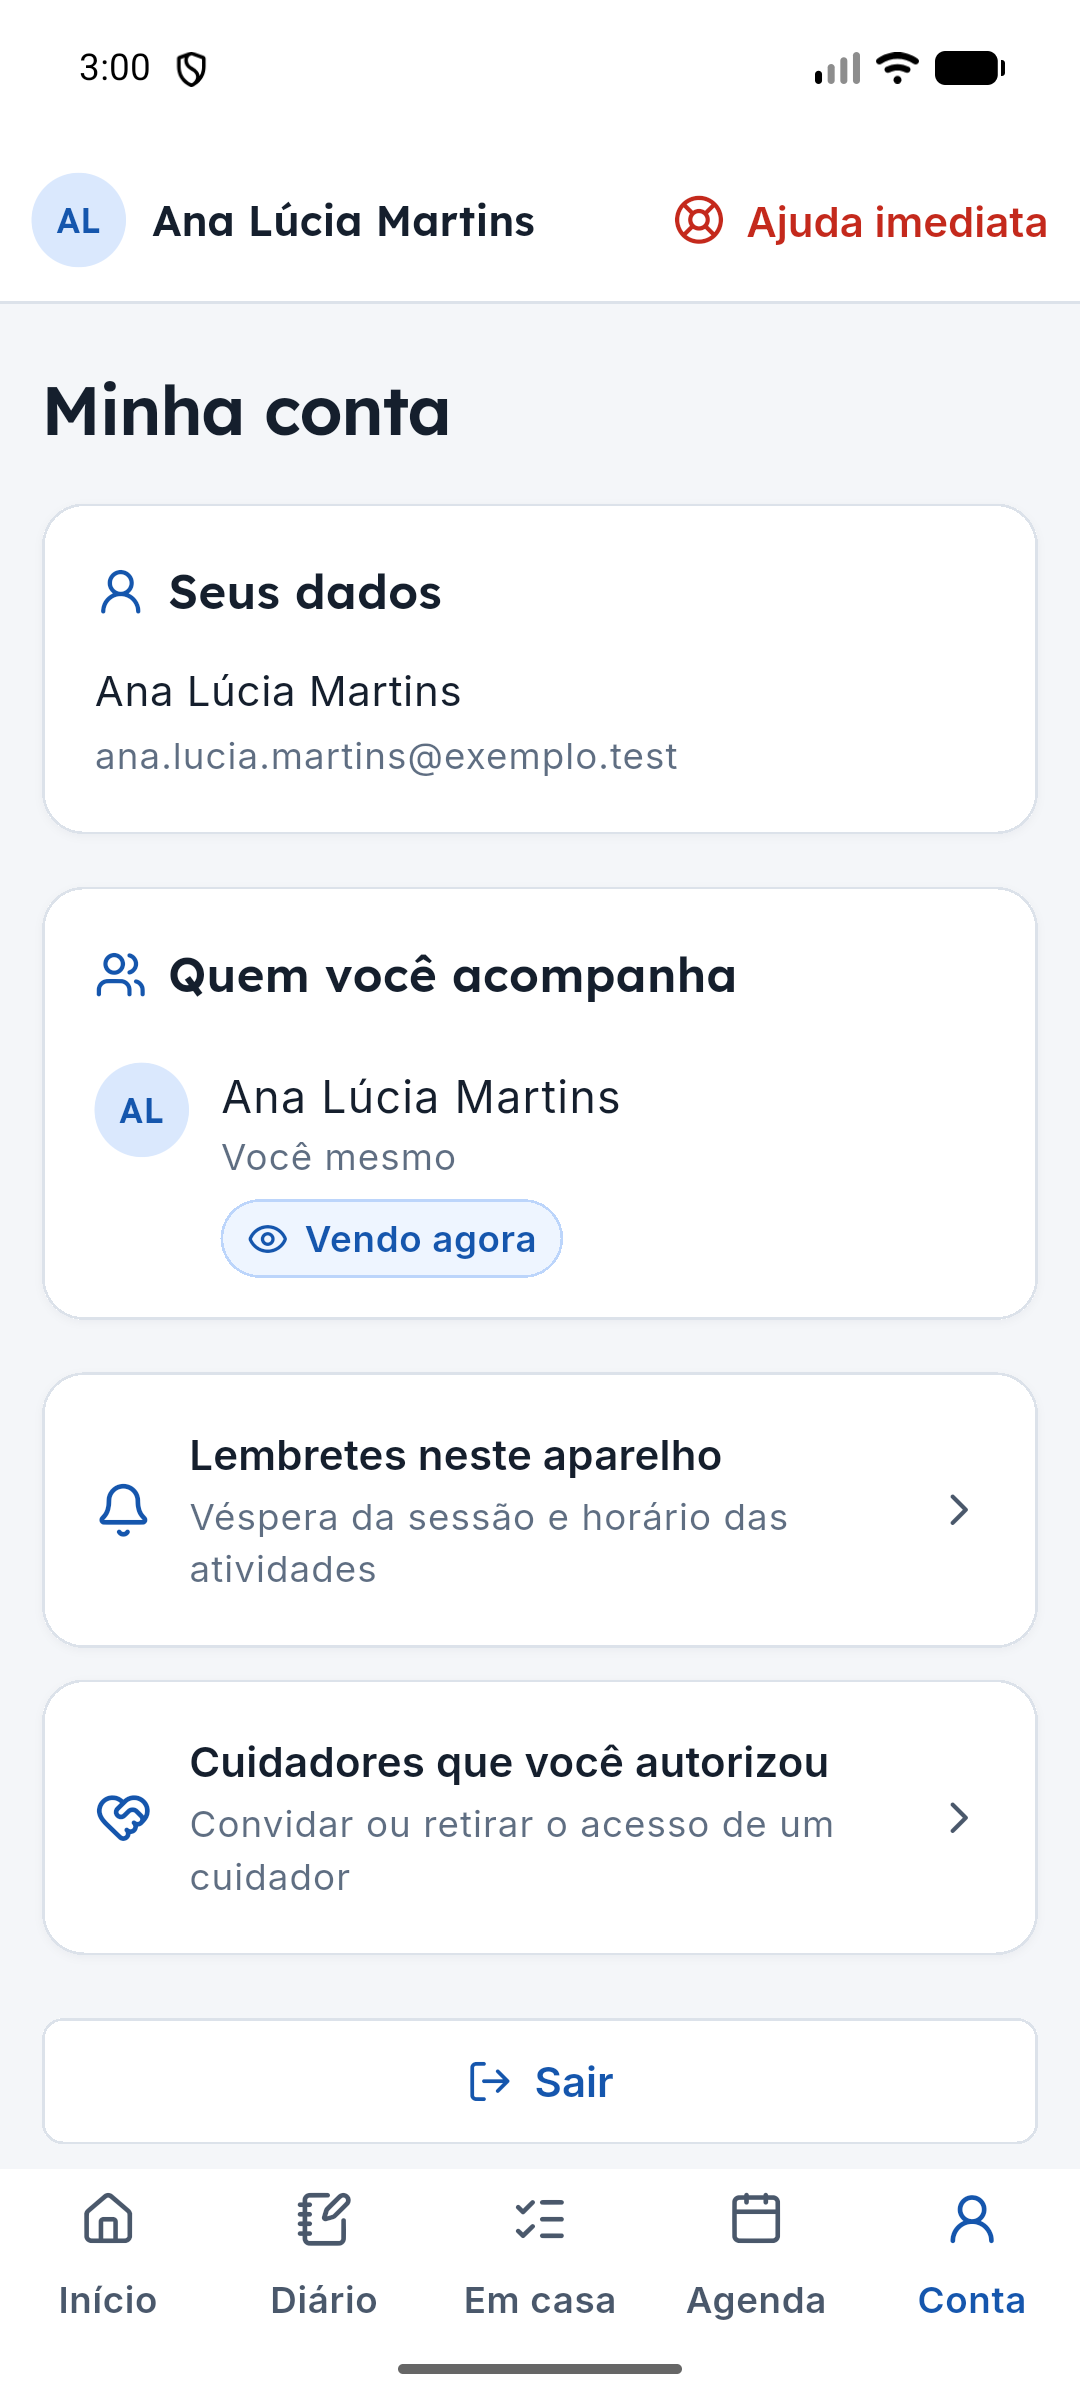 3:00
AL
Ana Lúcia Martins
Ajuda imediata
Minha conta
Seus dados
Ana Lúcia Martins
ana.lucia.martins@exemplo.test
Quem você acompanha
AL
Ana Lúcia Martins
Você mesmo
Vendo agora
Lembretes neste aparelho
Véspera da sessão e horário das
atividades
Cuidadores que você autorizou
Convidar ou retirar o acesso de um
cuidador
Sair
Início
Diário
Em casa
Agenda
Conta